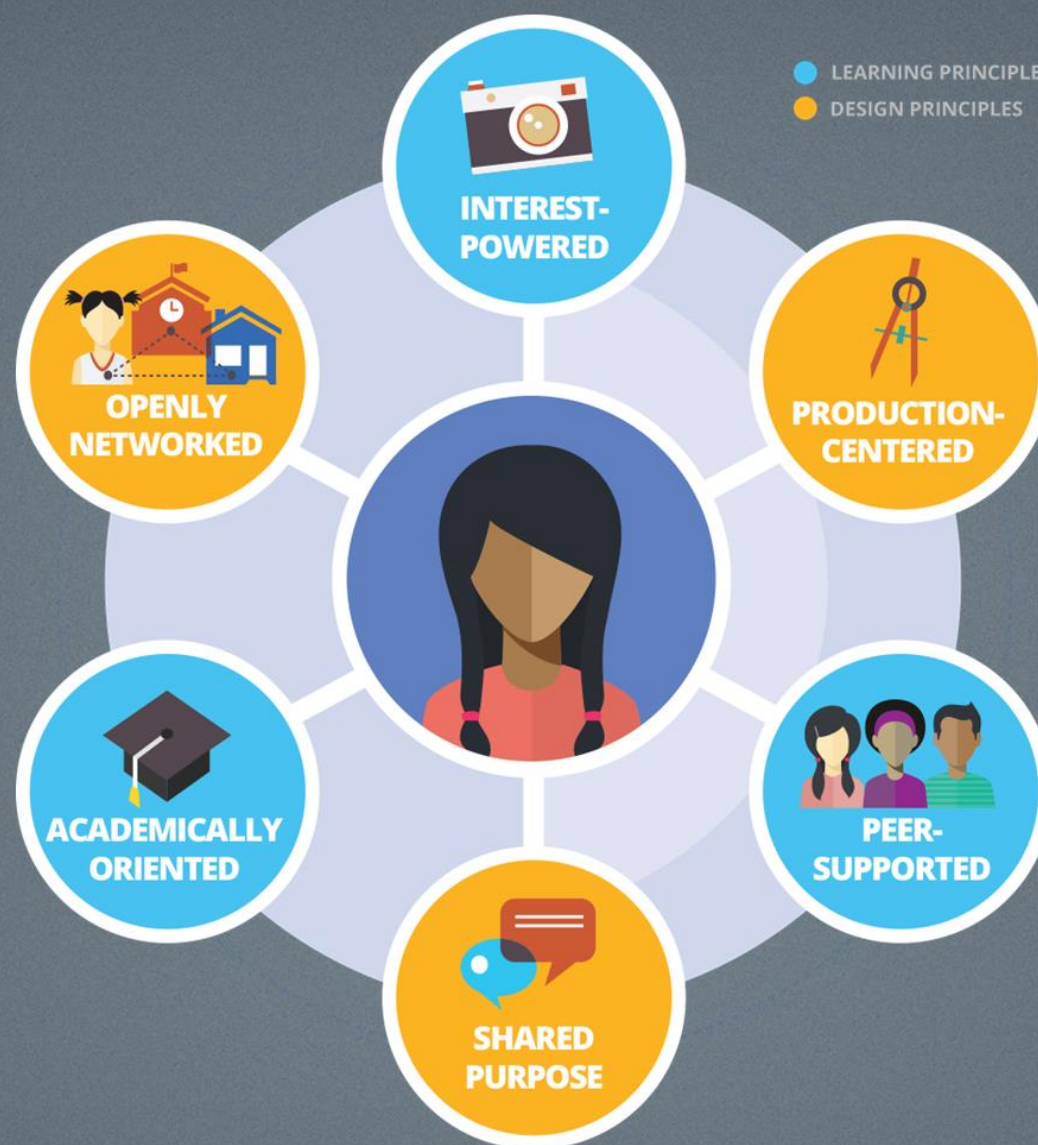 LEARNING PRINCIPLE
DESIGN PRINCIPLES
INTEREST-
POWERED
OPENLY
NETWORKED
PRODUCTION-
CENTERED
ACADEMICALLY
ORIENTED
PEER-
SUPPORTED
SHARED
PURPOSE